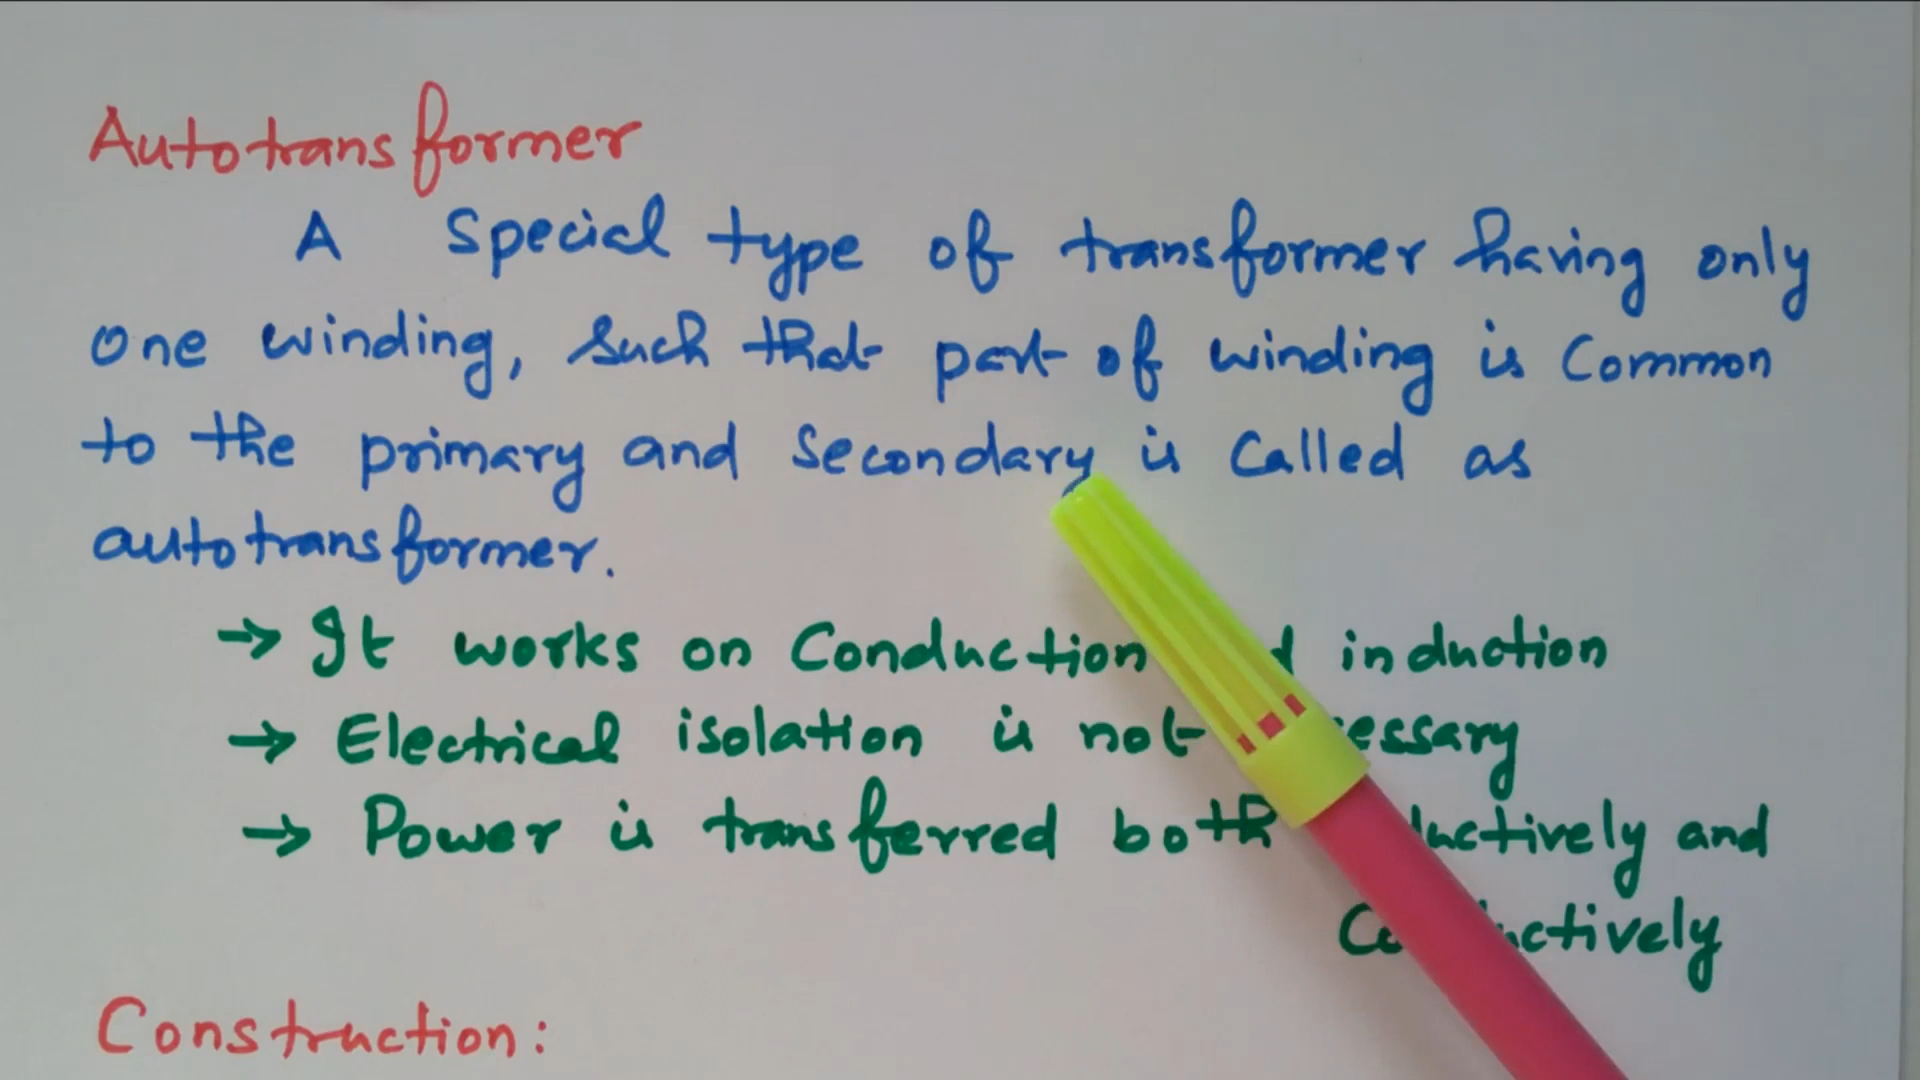 Autotransformer
A special type of transformer having only
one winding, such that part of winding is common
to the primary and secondary is called as
autotransformer.
→ It works on Conduction induction
→ Electrical isolation is not
→ Power is transferred both and
Construction: